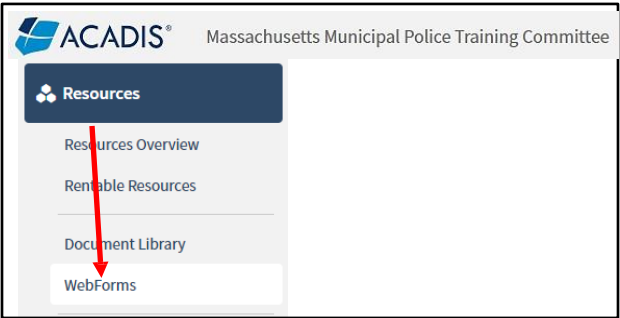 ACADIS® Massachusetts Municipal Police Training Committee
Resources
Resources Overview
Rentable Resources
Document Library
WebForms